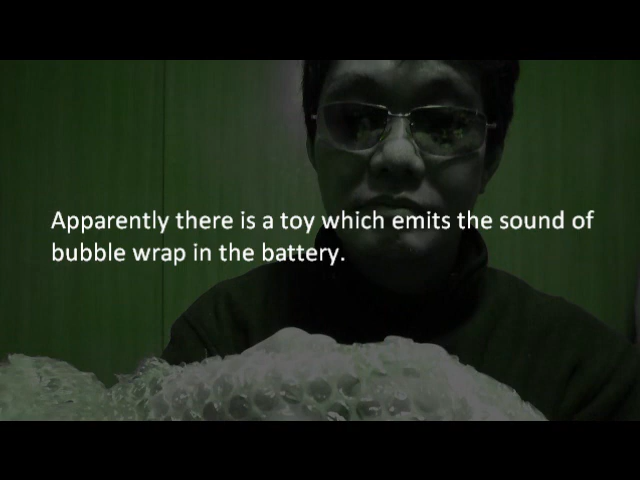 Apparently there is a toy which emits the sound of
bubble wrap in the battery.